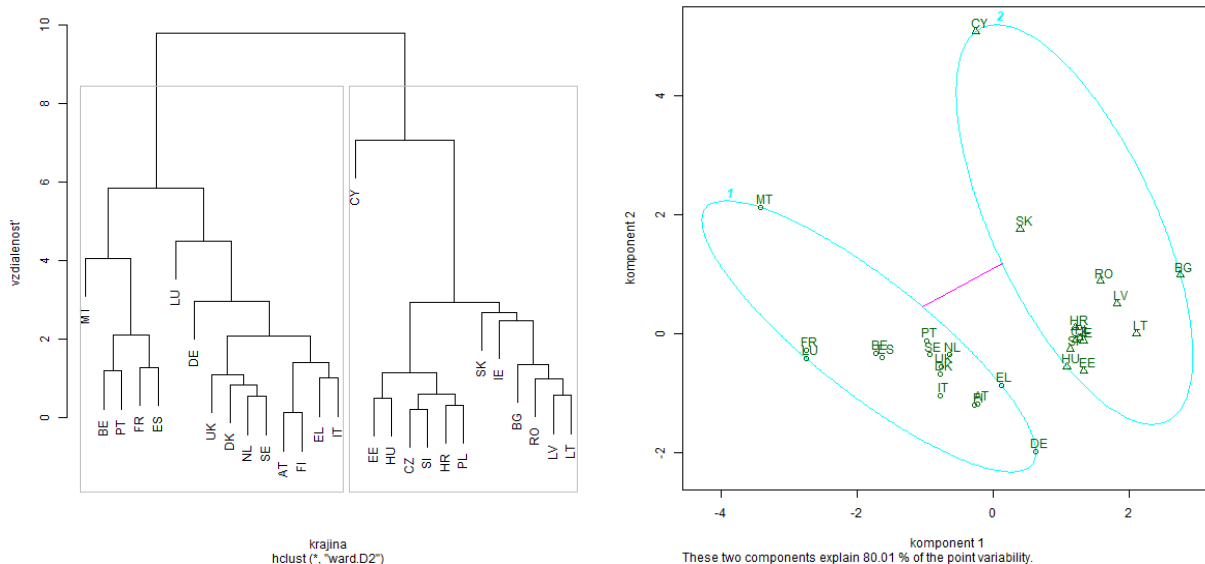 10
8
6
4
2
0
vzdialenost'
MT
BE
PT
FR
ES
LU
DE
UK
DK
NL
SE
AT
FI
EL
IT
CY
EE
HU
CZ
SI
HR
PL
SK
IE
BG
RO
LV
LT
krajina
hclust (*, "ward.D2")
4
2
0
-2
komponent 2
CY
2
1
MT
SK
BG
RO
LV
LT
HR
HU
EE
PT
FR
LU
BE
ES
SE
NL
UK
DK
IT
EL
AT
DE
-4
-2
0
2
komponent 1
These two components explain 80.01 % of the point variability.